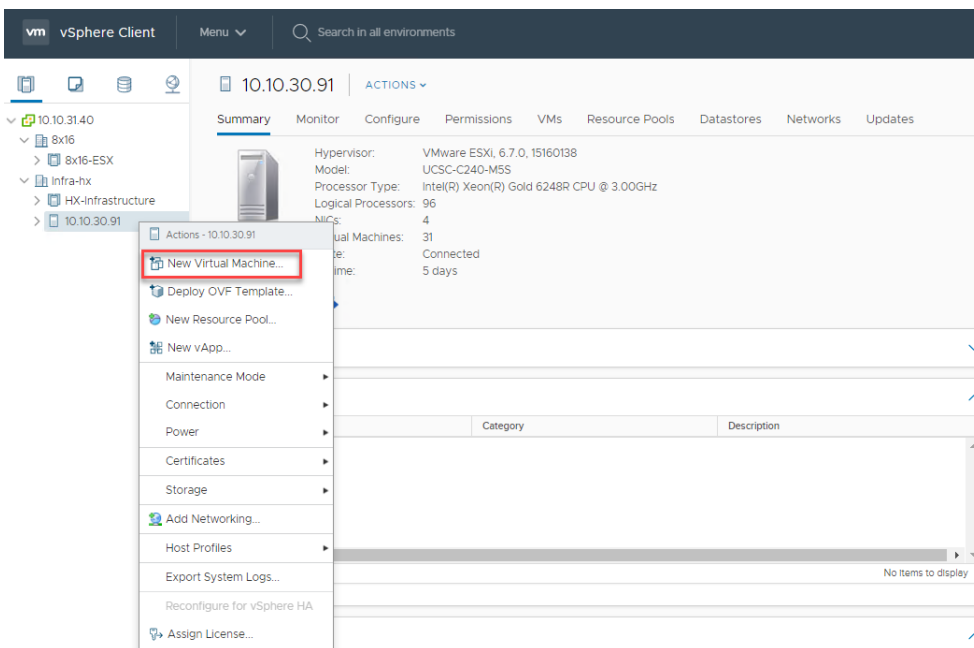 vm vSphere Client Menu Search in all environments
10.10.30.91 ACTIONS
10.10.31.40
8x16
8x16-ESX
Infra-hx
HX-Infrastructure
10.10.30.91
Summary Monitor Configure Permissions VMs Resource Pools Datastores Networks Updates
Hypervisor: VMware ESXi, 6.7.0, 15160138
Model: UCSC-C240-M5S
Processor Type: Intel(R) Xeon(R) Gold 6248R CPU @ 3.00GHz
Logical Processors: 96
NICs: 4
ual Machines: 31
te: Connected
ime: 5 days
Actions - 10.10.30.91
New Virtual Machine...
Deploy OVF Template...
New Resource Pool...
New vApp...
Maintenance Mode
Connection
Power
Certificates
Storage
Add Networking...
Host Profiles
Export System Logs...
Reconfigure for vSphere HA
Assign License...
Category Description
No items to display